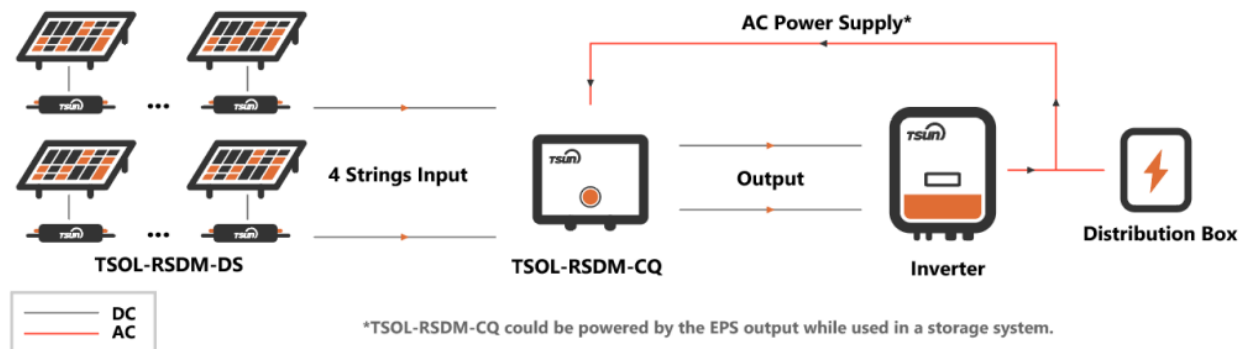 AC Power Supply*
TSUN
TSUN
TSUN
TSUN
4 Strings Input
Output
TSUN
TSUN
TSOL-RSDM-DS
TSOL-RSDM-CQ
Inverter
Distribution Box
DC
AC
*TSOL-RSDM-CQ could be powered by the EPS output while used in a storage system.